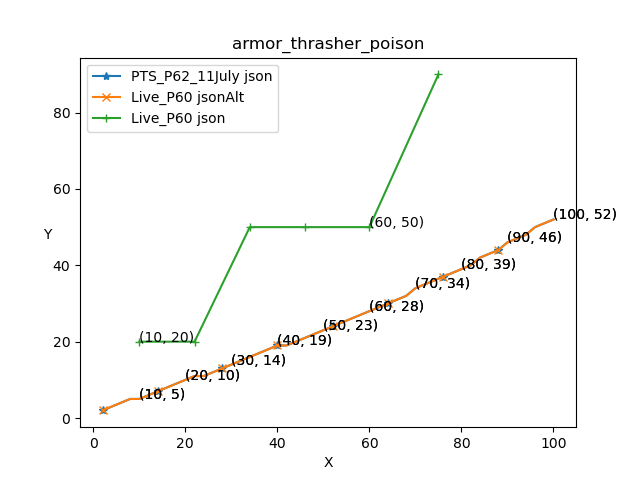 armor_thrasher_poison
PTS_P62_11July json
Live_P60 jsonAlt
Live_P60 json
80
60
40
20
0
Y
(60, 50)
(100, 52)
(90, 46)
(80, 39)
(70, 34)
(60, 28)
(50, 23)
(10, 20)
(40, 19)
(30, 14)
(20, 10)
(10, 5)
0 20 40 60 80 100
X